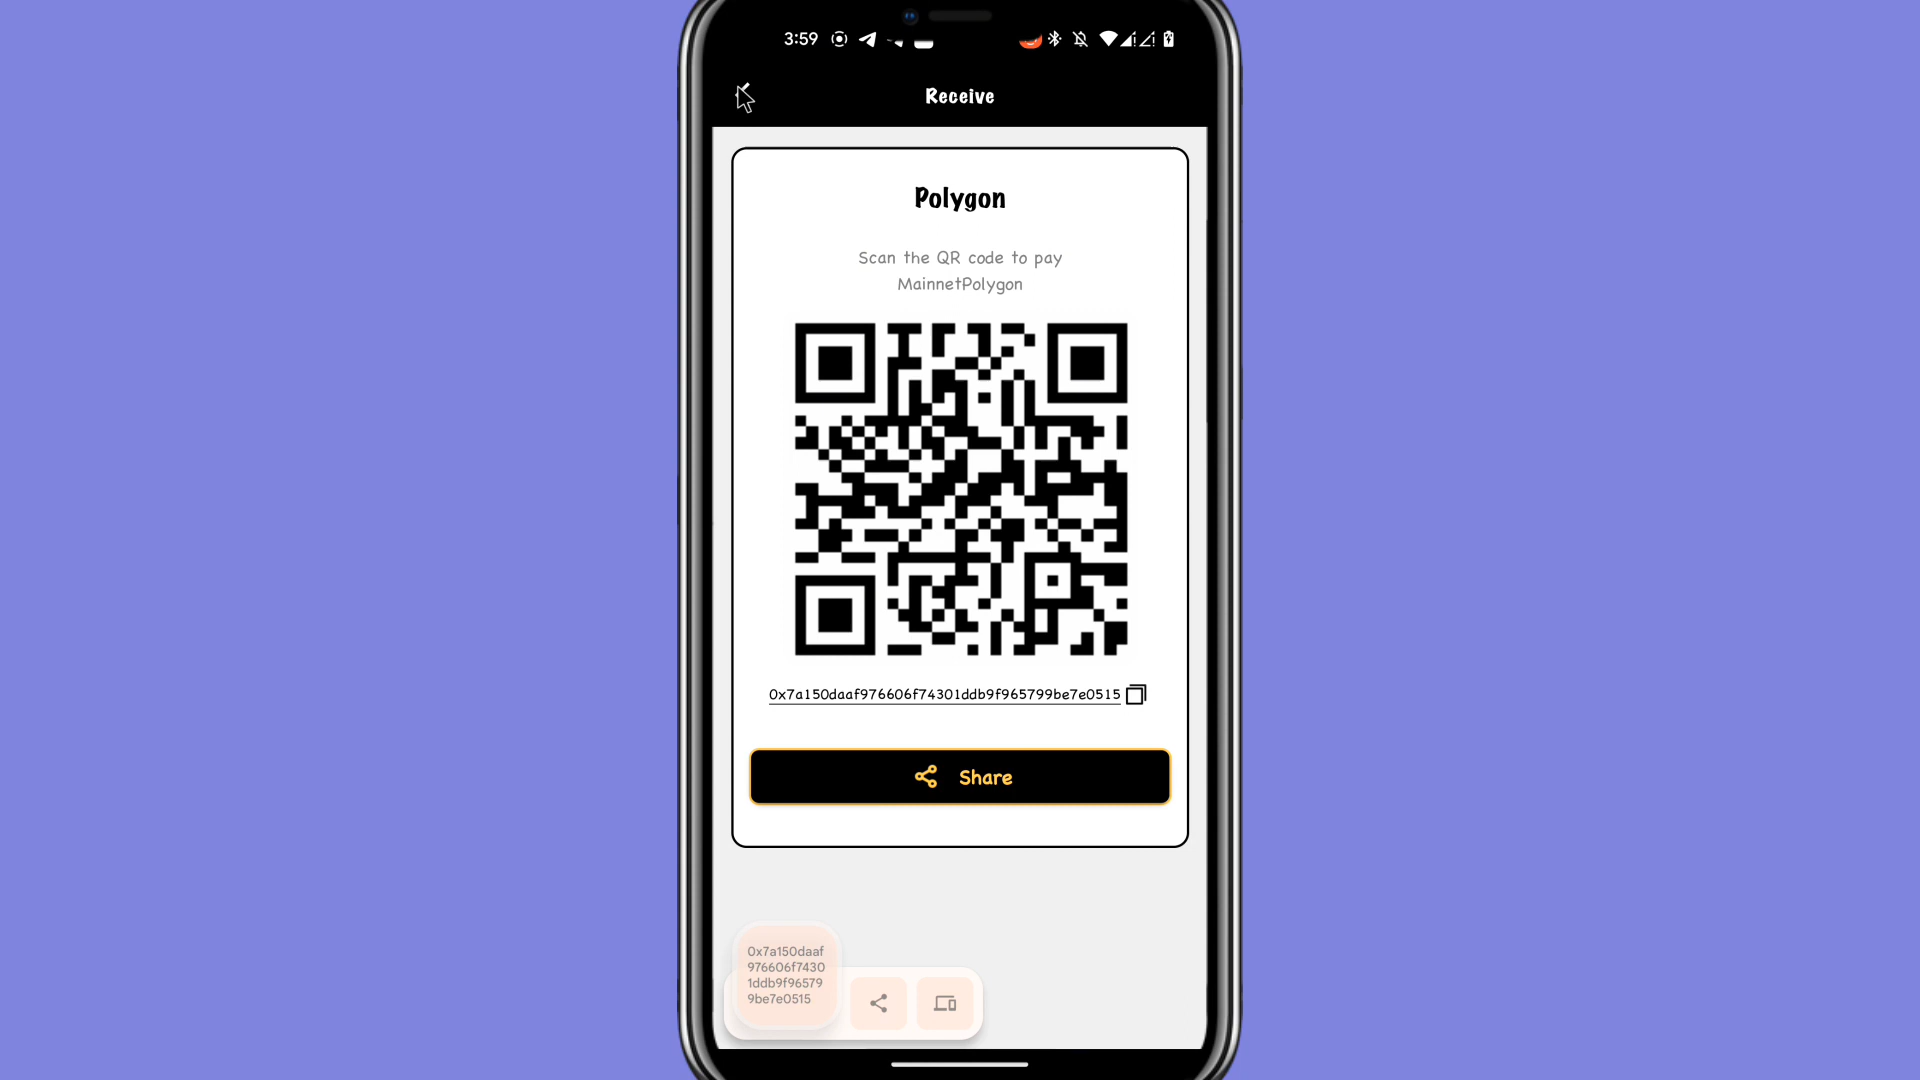 3:59
Receive
Polygon
Scan the QR code to pay
MainnetPolygon
0x7a150daaf976606f74301ddb9f965799be7e0515
Share
0x7a150daaf
976606f7430
1ddb9f96579
9be7e0515